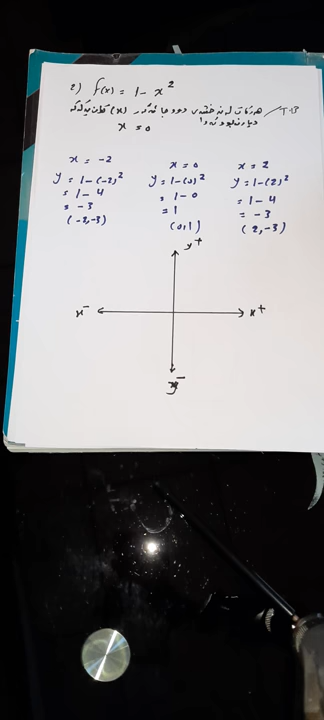 2) f(x) = 1 - x²
x = 0
x = -2
y = 1-(-2)²
= 1 - 4
= -3
(-2,-3)
x = 0
y = 1-(0)²
= 1 - 0
= 1
(0,1)
x = 2
y = 1-(2)²
= 1 - 4
= -3
(2,-3)
y+
x- x+
y-